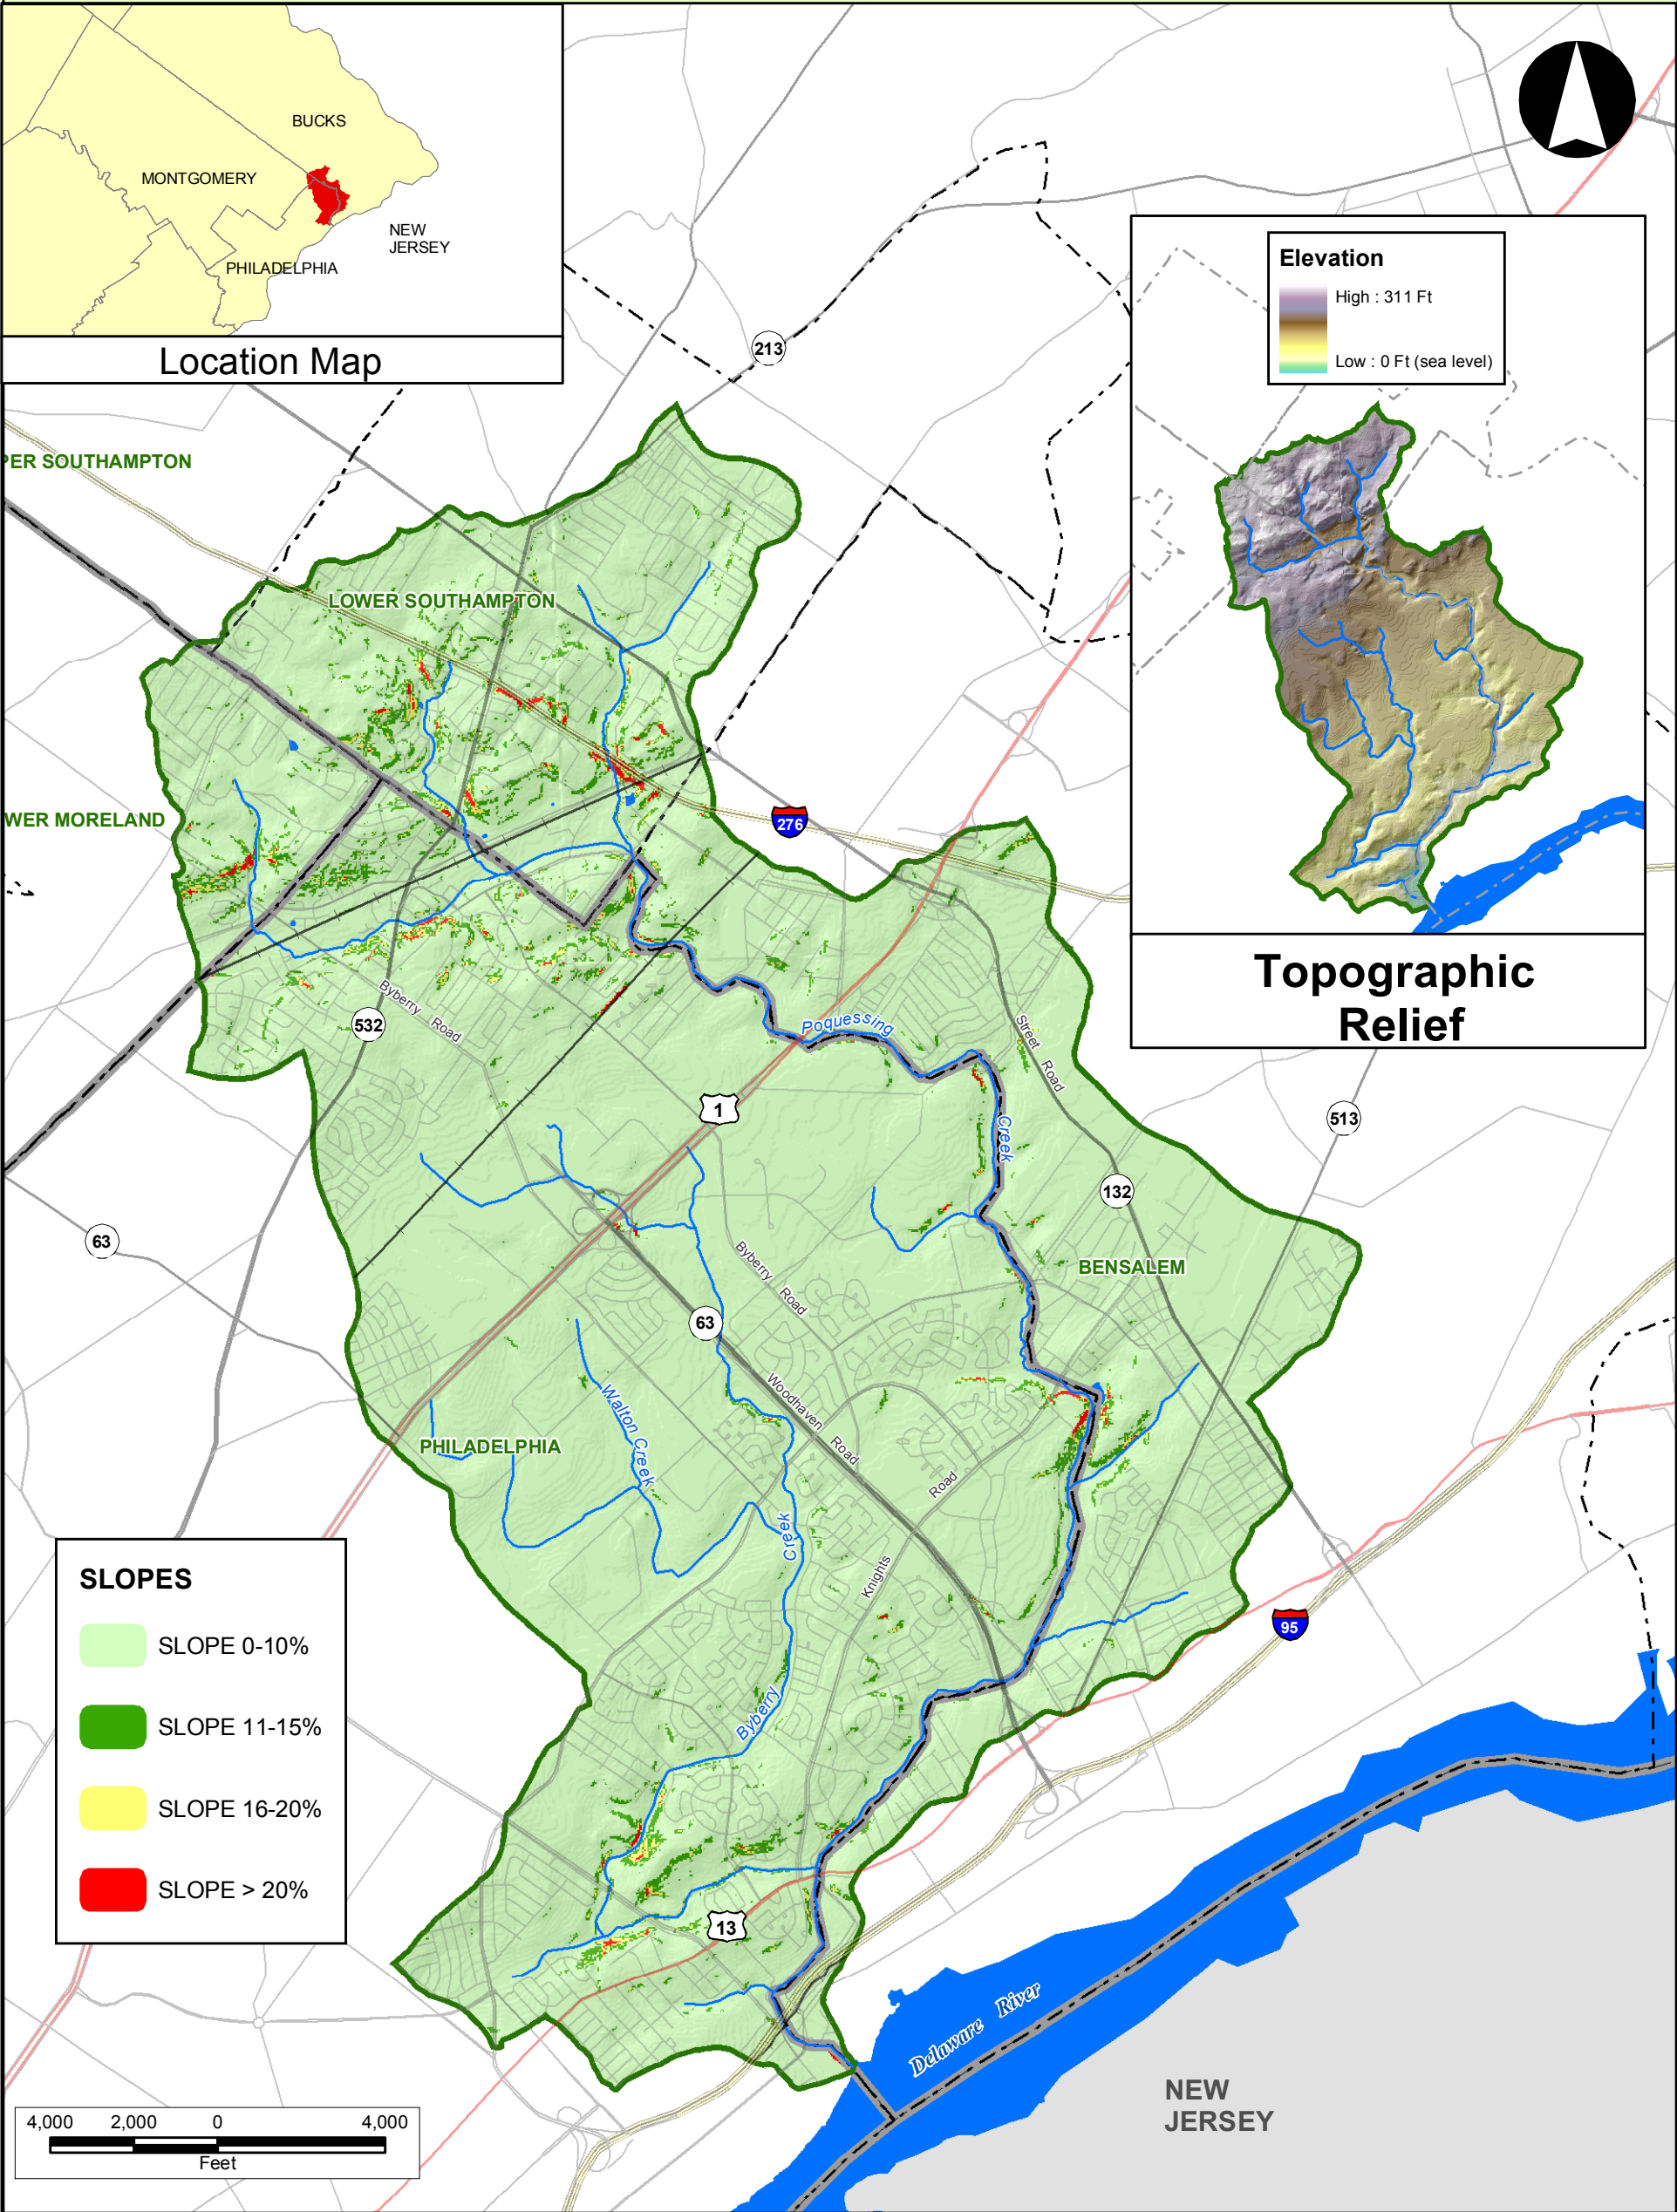 BUCKS
MONTGOMERY
NEW
JERSEY
PHILADELPHIA
Location Map
Elevation
High : 311 Ft
Low : 0 Ft (sea level)
Topographic
Relief
213
PER SOUTHAMPTON
LOWER SOUTHAMPTON
WER MORELAND
276
Byberry Road
532
Poquessing
Creek
Street Road
1
513
132
63
BENSALEM
Byberry Road
63
Woodhaven Road
Walton Creek
PHILADELPHIA
Knights Road
Byberry Creek
95
SLOPES
SLOPE 0-10%
SLOPE 11-15%
SLOPE 16-20%
SLOPE > 20%
13
Delaware River
NEW
JERSEY
4,000 2,000 0 4,000
Feet